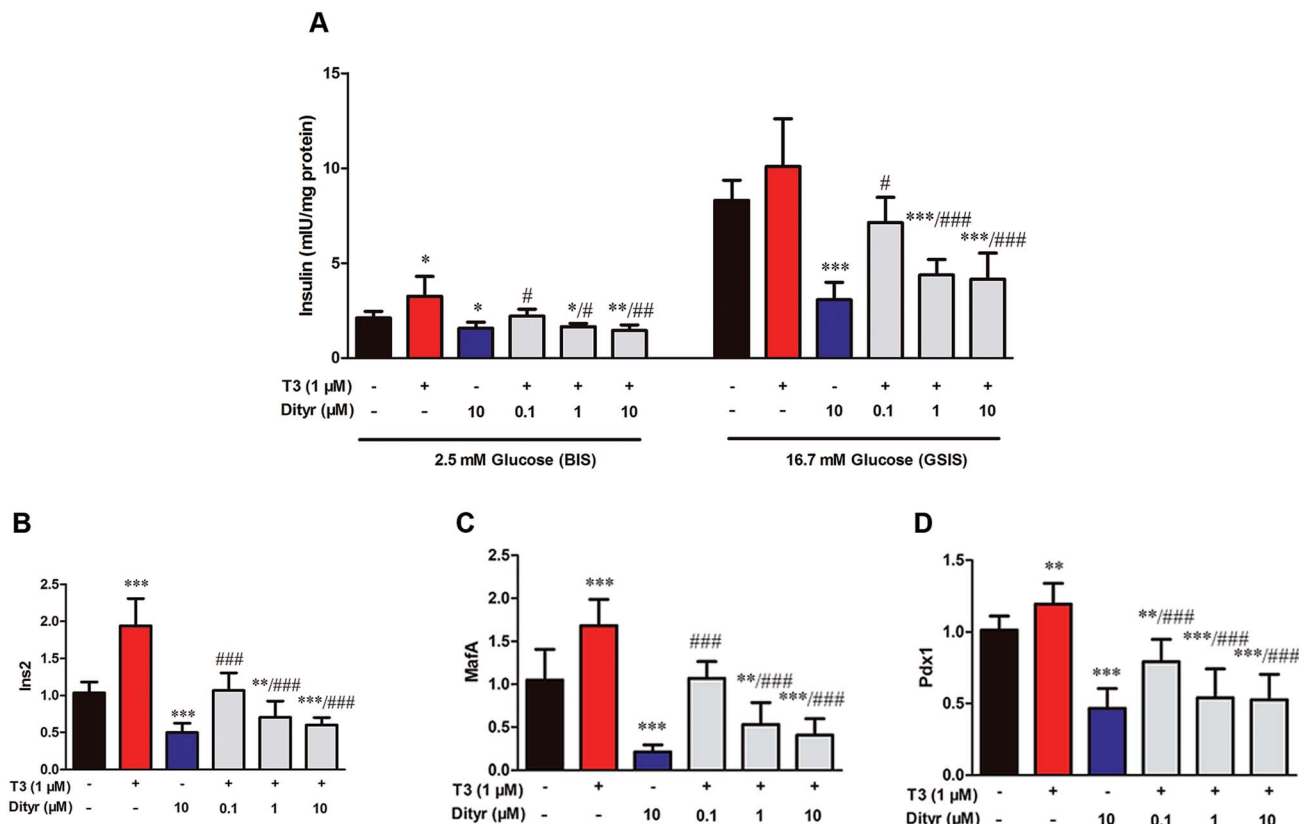 A
Insulin (mIU/mg protein)
15
10
5
0
*
*
#
*/#
**/##
***
#
***/###
***/###
T3 (1 µM) - + - + + + - + - + + +
Dityr (µM) - - 10 0.1 1 10 - - 10 0.1 1 10
2.5 mM Glucose (BIS) 16.7 mM Glucose (GSIS)
B
Ins2
2.5
2.0
1.5
1.0
0.5
0.0
***
***
###
**/###
***/###
T3 (1 µM) - + - + + +
Dityr (µM) - - 10 0.1 1 10
C
MafA
2.5
2.0
1.5
1.0
0.5
0.0
***
***
###
**/###
***/###
T3 (1 µM) - + - + + +
Dityr (µM) - - 10 0.1 1 10
D
Pdx1
1.5
1.0
0.5
0.0
**
***
**/###
***/###
***/###
T3 (1 µM) - + - + + +
Dityr (µM) - - 10 0.1 1 10